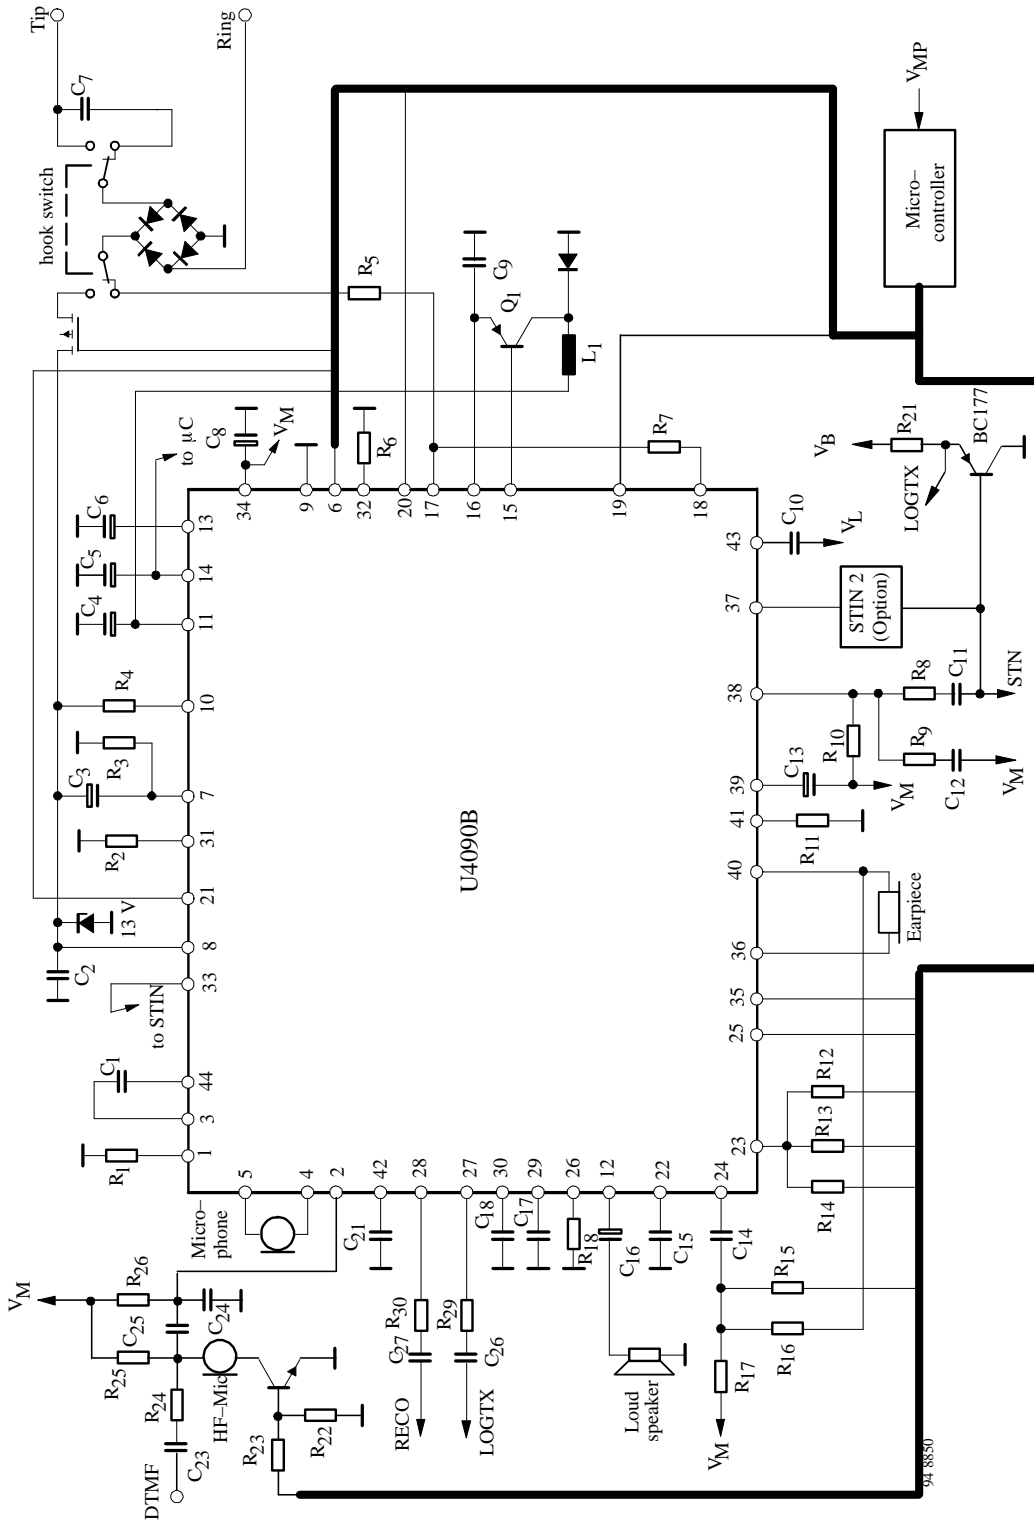 Tip
Ring
C7
hook switch
R5
C9
Q1
L1
VMP
Micro–
controller
to µC
C8
VM
R6
R7
C6
C5
C4
R4
R3
C3
R2
13 V
C2
to STIN
C1
R1
13
14
11
10
7
31
21
8
33
44
3
1
34
9
6
32
20
17
16
15
19
18
U4090B
43
37
38
39
41
40
36
35
25
23
5
4
2
42
28
27
30
29
26
12
22
24
C10
VL
VB
R21
LOGTX
BC177
STIN 2
(Option)
R8
C11
STN
R9
C12
VM
R10
C13
VM
R11
Earpiece
R12
R13
R14
R15
R16
C14
R17
VM
Micro–
phone
C21
C18
C17
R18
C16
C15
R30
C27
RECO
R29
C26
LOGTX
Loud
speaker
VM
R26
C24
C25
R25
R24
HF–Mic
C23
DTMF
R23
R22
94 8850